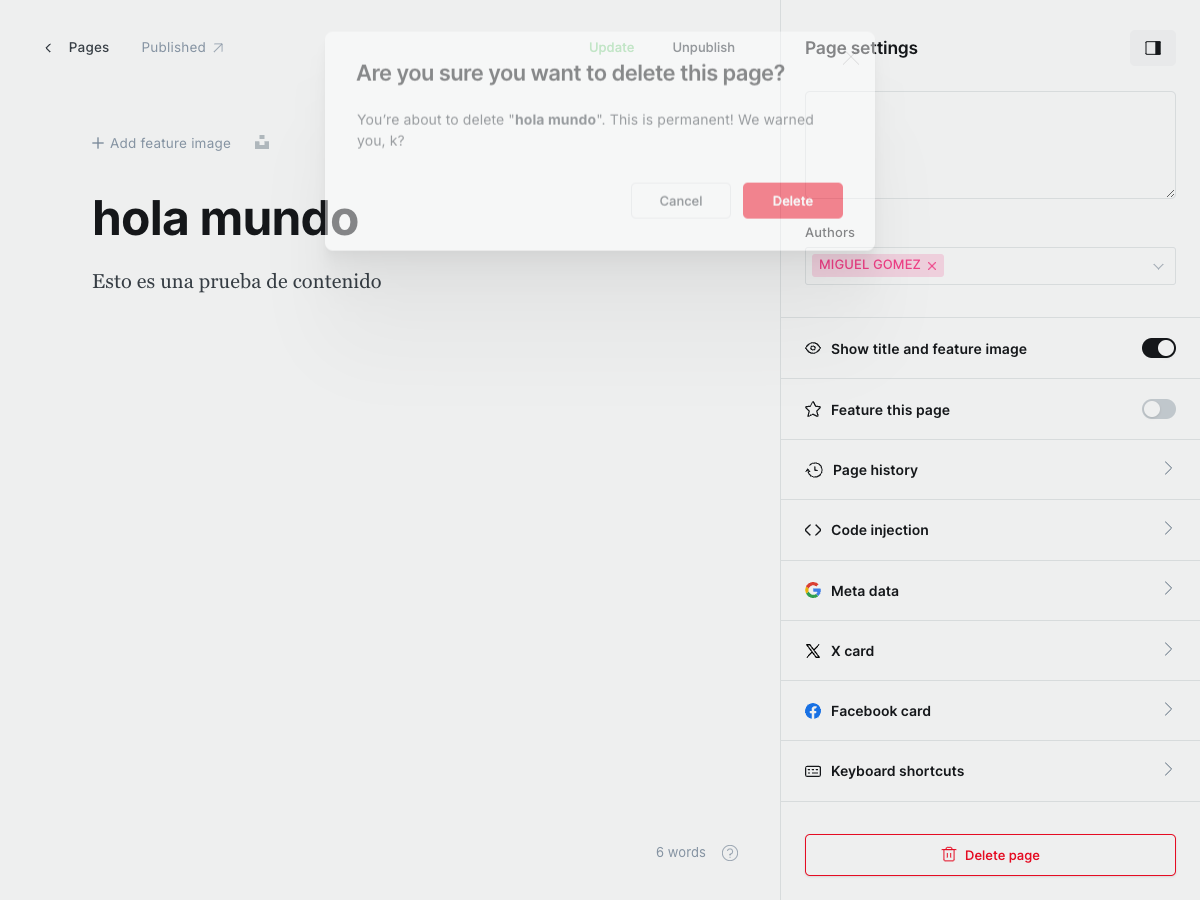 Pages
Published
Update
Unpublish
Page settings
Are you sure you want to delete this page?
You're about to delete "hola mundo". This is permanent! We warned
you, k?
Cancel
Delete
Add feature image
hola mundo
Esto es una prueba de contenido
Authors
MIGUEL GOMEZ
Show title and feature image
Feature this page
Page history
Code injection
Meta data
X card
Facebook card
Keyboard shortcuts
6 words
Delete page